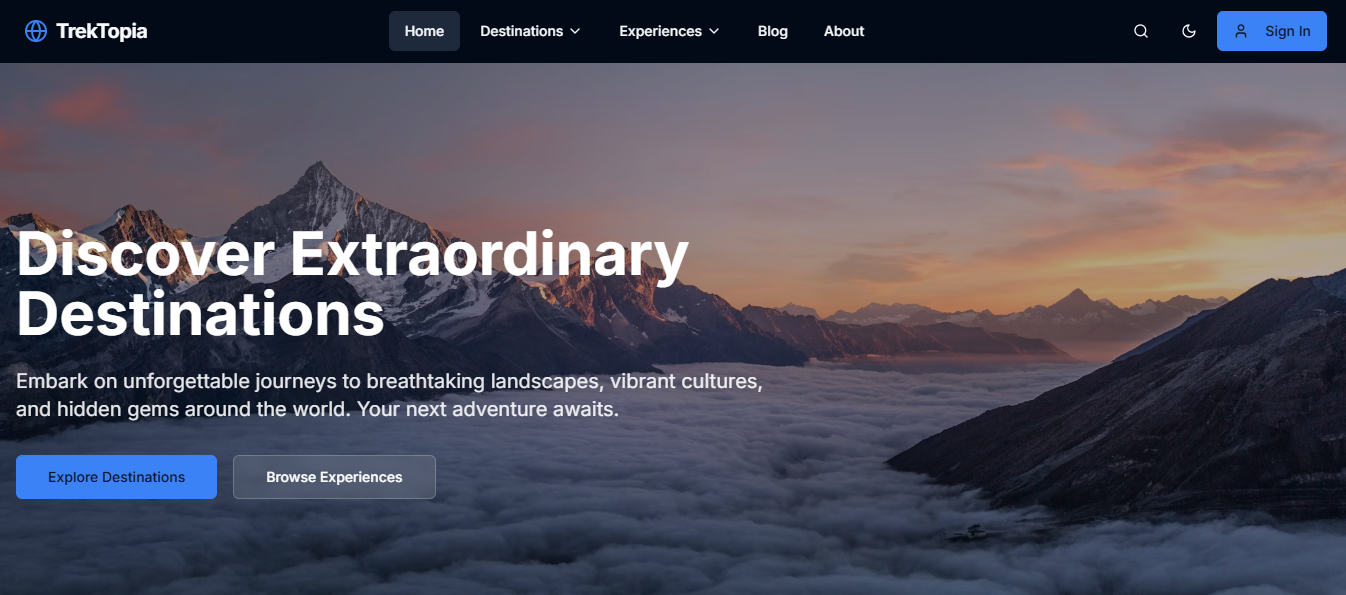 TrekTopia
Home
Destinations
Experiences
Blog
About
Sign In
Discover Extraordinary
Destinations
Embark on unforgettable journeys to breathtaking landscapes, vibrant cultures,
and hidden gems around the world. Your next adventure awaits.
Explore Destinations
Browse Experiences